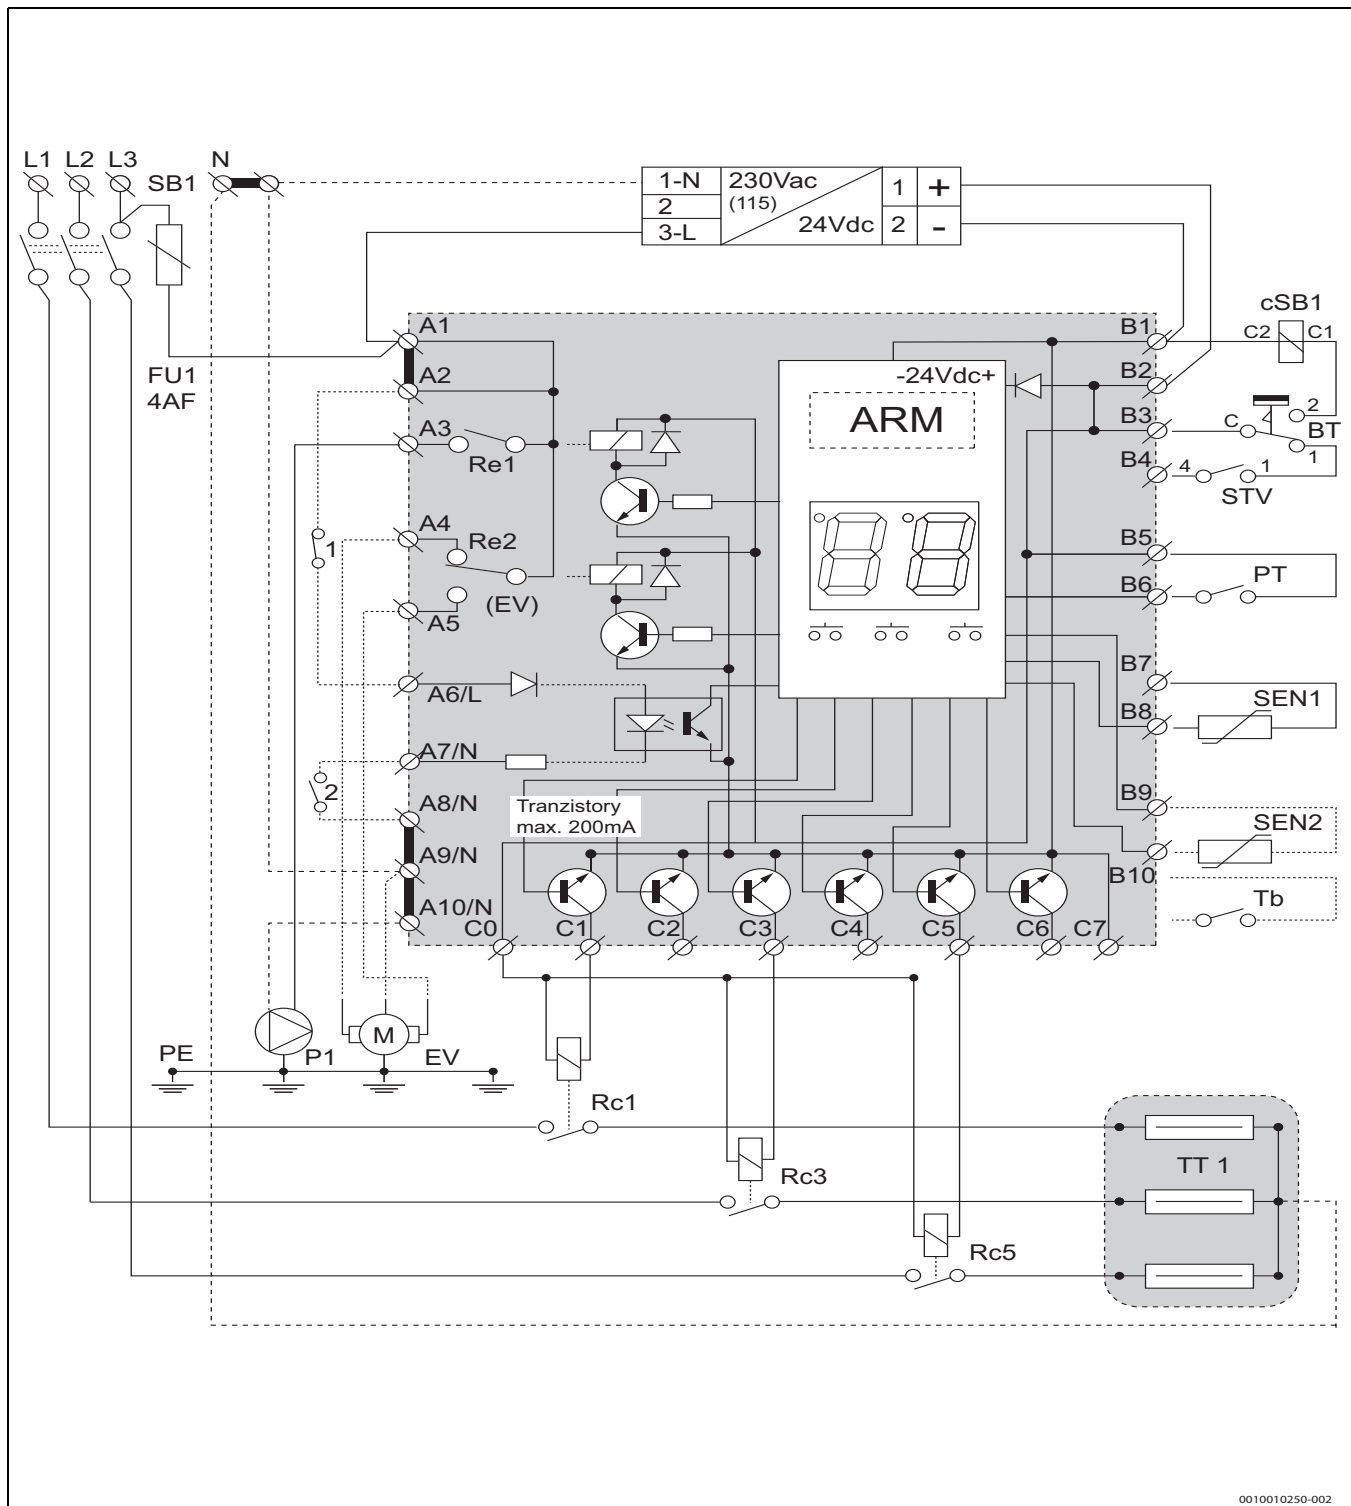 L1 L2 L3 SB1 N
1-N 230Vac 1 +
2 (115)
3-L 24Vdc 2 -
cSB1
A1 B1 C2 C1
FU1 A2 -24Vdc+ B2
4AF
A3 ARM B3 C 2 BT
Re1 1
B4 4 1
STV
A4 Re2 B5
1 (EV) B6 PT
A5
A6/L B7
B8 SEN1
A7/N
2 B9
A8/N Tranzistory SEN2
max. 200mA
A9/N B10
A10/N Tb
C0 C1 C2 C3 C4 C5 C6 C7
PE P1 M EV
Rc1
TT 1
Rc3
Rc5
0010010250-002